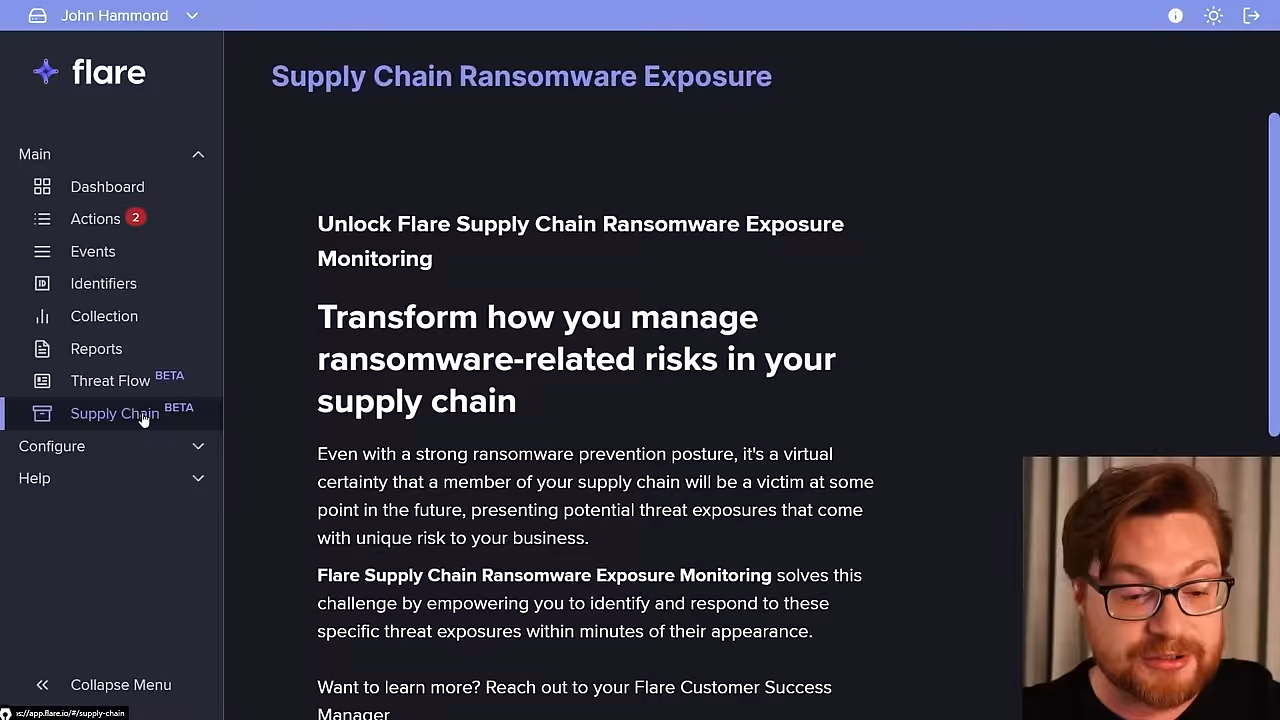 John Hammond
flare
Supply Chain Ransomware Exposure
Main
Dashboard
Actions 2
Events
Identifiers
Collection
Reports
Threat Flow BETA
Supply Chain BETA
Configure
Help
Collapse Menu
Unlock Flare Supply Chain Ransomware Exposure
Monitoring
Transform how you manage
ransomware-related risks in your
supply chain
Even with a strong ransomware prevention posture, it's a virtual
certainty that a member of your supply chain will be a victim at some
point in the future, presenting potential threat exposures that come
with unique risk to your business.
Flare Supply Chain Ransomware Exposure Monitoring solves this
challenge by empowering you to identify and respond to these
specific threat exposures within minutes of their appearance.
Want to learn more? Reach out to your Flare Customer Success
Manager
xs://app.flare.io/#/supply-chain